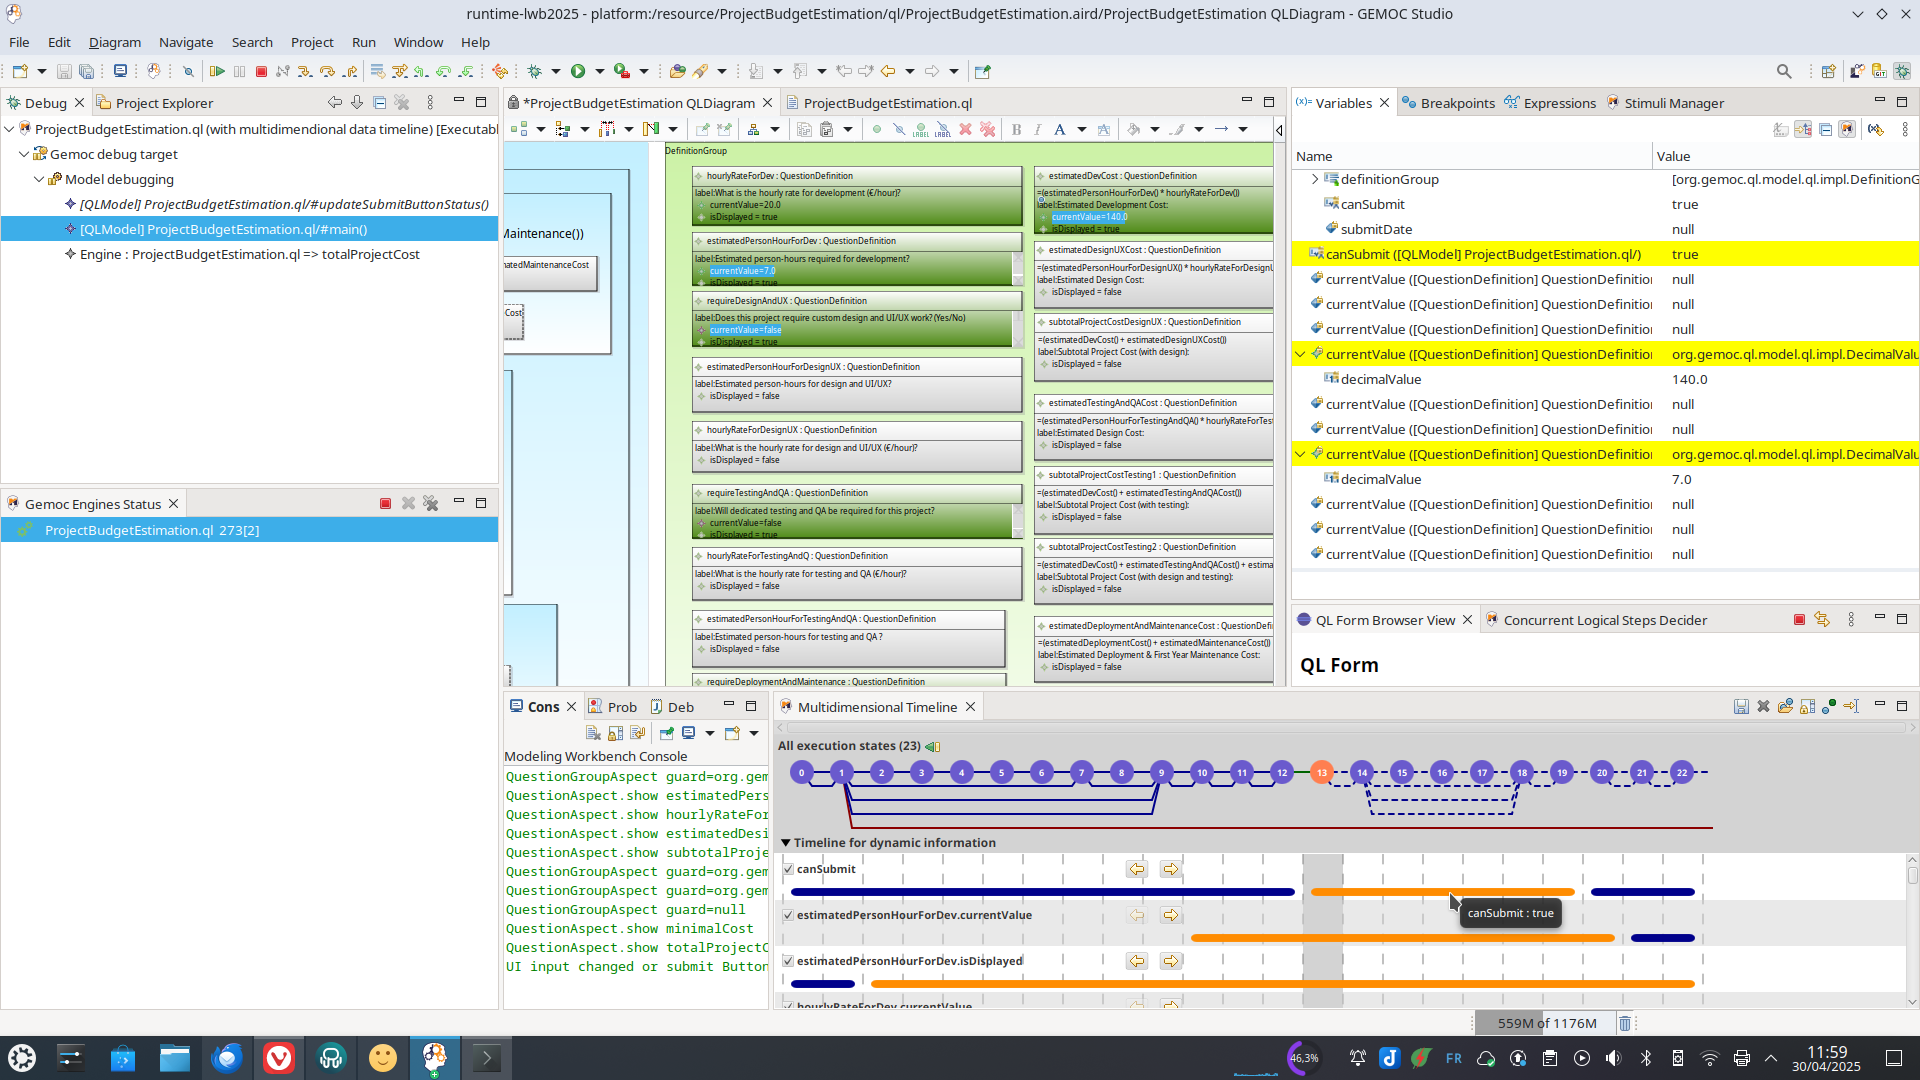 runtime-lwb2025 - platform:/resource/ProjectBudgetEstimation/ql/ProjectBudgetEstimation.aird/ProjectBudgetEstimation QLDiagram - GEMOC Studio
File Edit Diagram Navigate Search Project Run Window Help
Debug
Project Explorer
ProjectBudgetEstimation.ql (with multidimendional data timeline) [Executabl
Gemoc debug target
Model debugging
[QLModel] ProjectBudgetEstimation.ql/#updateSubmitButtonStatus()
[QLModel] ProjectBudgetEstimation.ql/#main()
Engine : ProjectBudgetEstimation.ql => totalProjectCost
Gemoc Engines Status
ProjectBudgetEstimation.ql 273[2]
*ProjectBudgetEstimation QLDiagram
ProjectBudgetEstimation.ql
Maintenance())
atedMaintenanceCost
Cost
DefinitionGroup
hourlyRateForDev : QuestionDefinition
label:What is the hourly rate for development (€/hour)?
currentValue=20.0
isDisplayed = true
estimatedPersonHourForDev : QuestionDefinition
label:Estimated person-hours required for development?
currentValue=7.0
isDisplayed = true
requireDesignAndUX : QuestionDefinition
label:Does this project require custom design and UI/UX work? (Yes/No)
currentValue=false
isDisplayed = true
estimatedPersonHourForDesignUX : QuestionDefinition
label:Estimated person-hours for design and UI/UX?
isDisplayed = false
hourlyRateForDesignUX : QuestionDefinition
label:What is the hourly rate for design and UI/UX (€/hour)?
isDisplayed = false
requireTestingAndQA : QuestionDefinition
label:Will dedicated testing and QA be required for this project?
currentValue=false
isDisplayed = true
hourlyRateForTestingAndQ : QuestionDefinition
label:What is the hourly rate for testing and QA (€/hour)?
isDisplayed = false
estimatedPersonHourForTestingAndQA : QuestionDefinition
label:Estimated person-hours for testing and QA ?
isDisplayed = false
requireDeploymentAndMaintenance : QuestionDefinition
estimatedDevCost : QuestionDefinition
=(estimatedPersonHourForDev() * hourlyRateForDev())
label:Estimated Development Cost:
currentValue=140.0
isDisplayed = true
estimatedDesignUXCost : QuestionDefinition
=(estimatedPersonHourForDesignUX() * hourlyRateForDesignU
label:Estimated Design Cost:
isDisplayed = false
subtotalProjectCostDesignUX : QuestionDefinition
=(estimatedDevCost() + estimatedDesignUXCost())
label:Subtotal Project Cost (with design):
isDisplayed = false
estimatedTestingAndQACost : QuestionDefinition
=(estimatedPersonHourForTestingAndQA() * hourlyRateForTest
label:Estimated Design Cost:
isDisplayed = false
subtotalProjectCostTesting1 : QuestionDefinition
=(estimatedDevCost() + estimatedTestingAndQACost())
label:Subtotal Project Cost (with testing):
isDisplayed = false
subtotalProjectCostTesting2 : QuestionDefinition
=(estimatedDevCost() + estimatedTestingAndQACost() + estima
label:Subtotal Project Cost (with design and testing):
isDisplayed = false
estimatedDeploymentAndMaintenanceCost : QuestionDefi
=(estimatedDeploymentCost() + estimatedMaintenanceCost())
label:Estimated Deployment & First Year Maintenance Cost:
isDisplayed = false
Variables
Breakpoints
Expressions
Stimuli Manager
Name Value
definitionGroup [org.gemoc.ql.model.ql.impl.DefinitionG
canSubmit true
submitDate null
canSubmit ([QLModel] ProjectBudgetEstimation.ql/) true
currentValue ([QuestionDefinition] QuestionDefinitio null
currentValue ([QuestionDefinition] QuestionDefinitio null
currentValue ([QuestionDefinition] QuestionDefinitio null
currentValue ([QuestionDefinition] QuestionDefinitio org.gemoc.ql.model.ql.impl.DecimalValu
decimalValue 140.0
currentValue ([QuestionDefinition] QuestionDefinitio null
currentValue ([QuestionDefinition] QuestionDefinitio null
currentValue ([QuestionDefinition] QuestionDefinitio org.gemoc.ql.model.ql.impl.DecimalValu
decimalValue 7.0
currentValue ([QuestionDefinition] QuestionDefinitio null
currentValue ([QuestionDefinition] QuestionDefinitio null
currentValue ([QuestionDefinition] QuestionDefinitio null
QL Form Browser View
Concurrent Logical Steps Decider
QL Form
Cons
Prob
Deb
Modeling Workbench Console
QuestionGroupAspect guard=org.gem
QuestionAspect.show estimatedPers
QuestionAspect.show hourlyRateFor
QuestionAspect.show estimatedDesi
QuestionAspect.show subtotalProje
QuestionGroupAspect guard=org.gem
QuestionGroupAspect guard=org.gem
QuestionGroupAspect guard=null
QuestionAspect.show minimalCost
QuestionAspect.show totalProjectC
UI input changed or submit Button
Multidimensional Timeline
All execution states (23)
0 1 2 3 4 5 6 7 8 9 10 11 12 13 14 15 16 17 18 19 20 21 22
Timeline for dynamic information
canSubmit
canSubmit : true
estimatedPersonHourForDev.currentValue
estimatedPersonHourForDev.isDisplayed
hourlyRateForDev.currentValue
559M of 1176M
46,3%
FR
11:59
30/04/2025